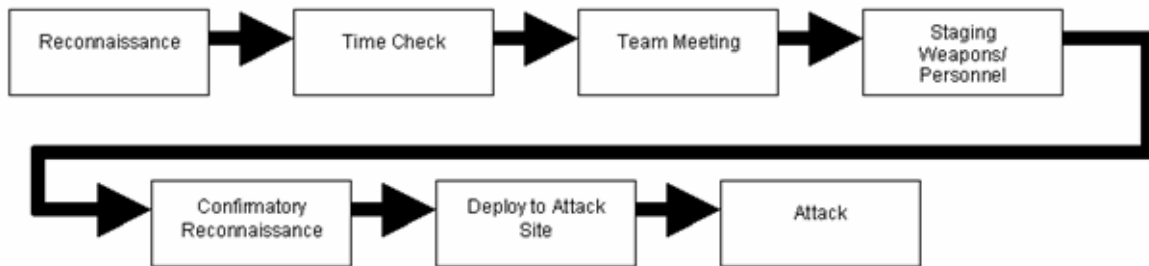 Reconnaissance
Time Check
Team Meeting
Staging
Weapons/
Personnel
Confirmatory
Reconnaissance
Deploy to Attack
Site
Attack